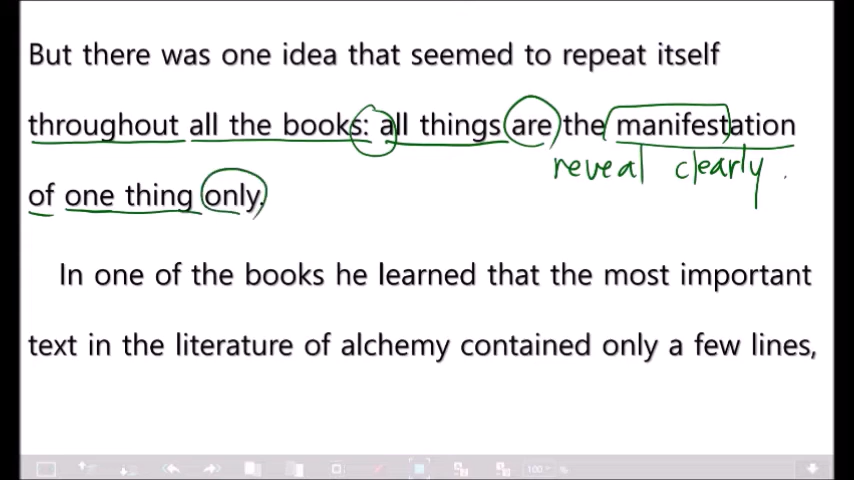 But there was one idea that seemed to repeat itself
throughout all the books: all things are the manifestation
reveal clearly .
of one thing only.
In one of the books he learned that the most important
text in the literature of alchemy contained only a few lines,
100 %